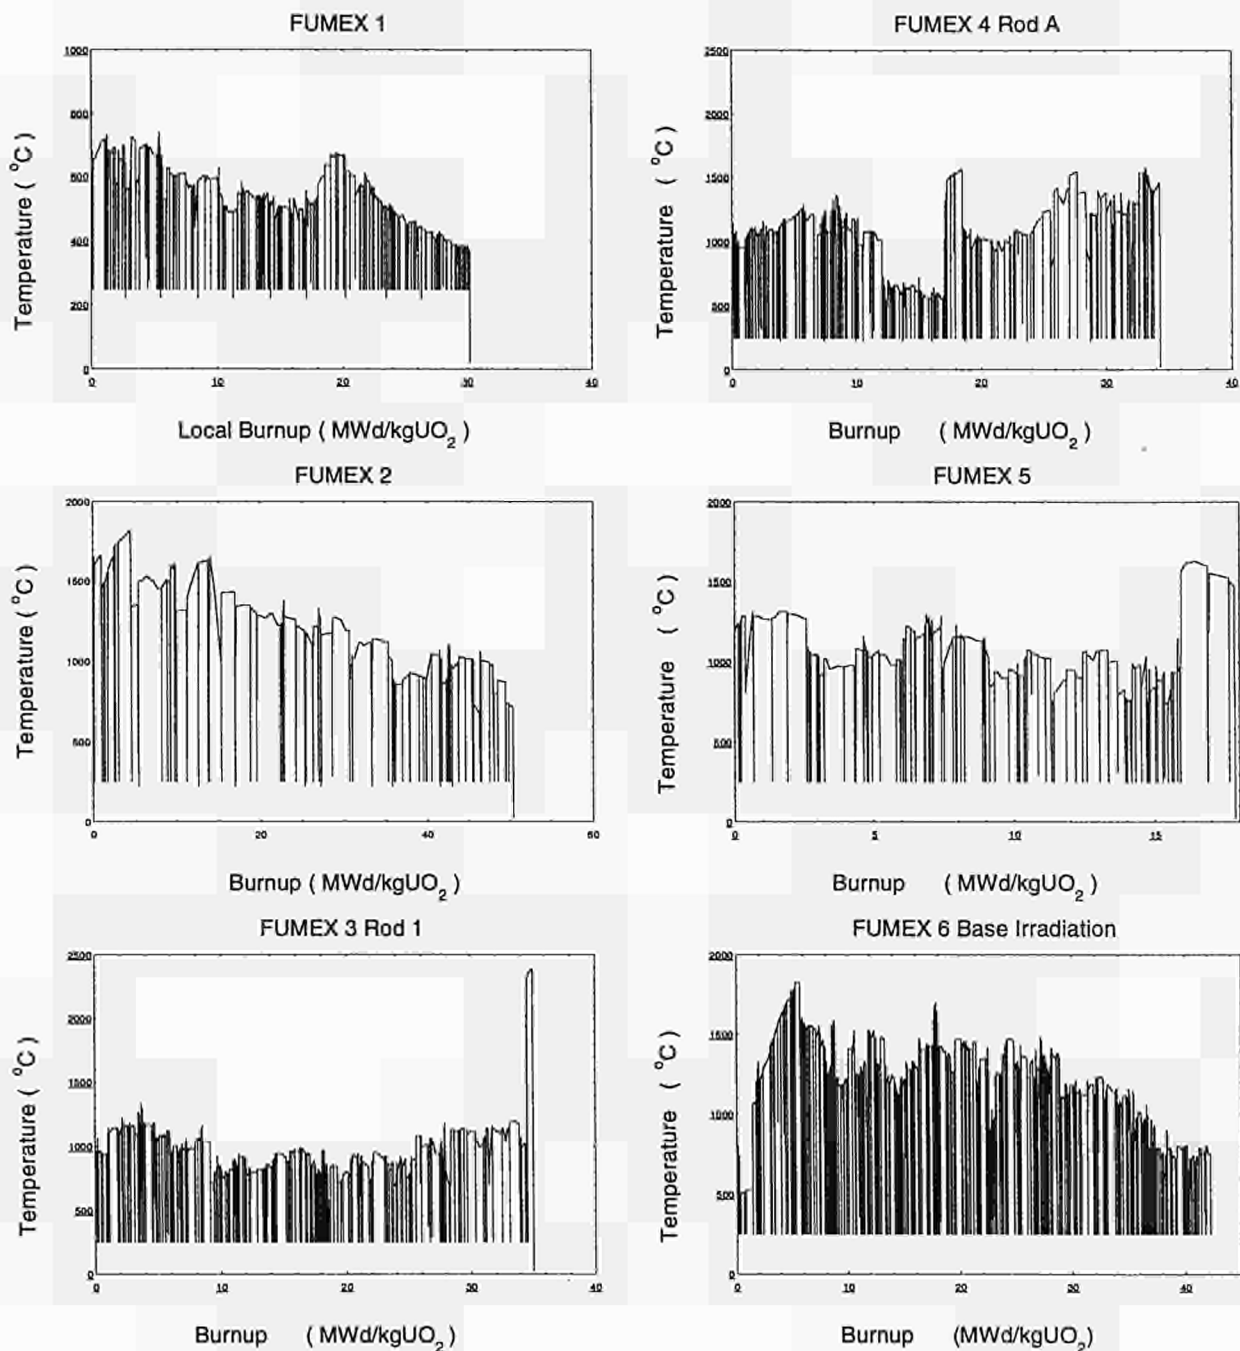 FUMEX 1
1000
800
600
400
200
0
0 10 20 30 40
Temperature ( °C )
Local Burnup ( MWd/kgUO2 )
FUMEX 4 Rod A
2500
2000
1500
1000
500
0
0 10 20 30 40
Temperature ( °C )
Burnup ( MWd/kgUO2 )
FUMEX 2
2000
1500
1000
500
0
0 20 40 60
Temperature ( °C )
Burnup ( MWd/kgUO2 )
FUMEX 5
2000
1500
1000
500
0
0 5 10 15
Temperature ( °C )
Burnup ( MWd/kgUO2 )
FUMEX 3 Rod 1
2500
2000
1500
1000
500
0
0 10 20 30 40
Temperature ( °C )
Burnup ( MWd/kgUO2 )
FUMEX 6 Base Irradiation
2000
1500
1000
500
0
0 10 20 30 40
Temperature ( °C )
Burnup (MWd/kgUO2)